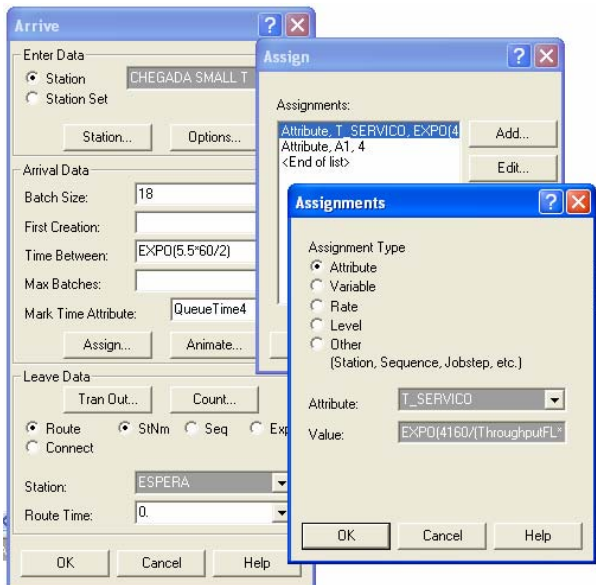 Arrive
Enter Data
Station
CHEGADA SMALL T
Station Set
Station...
Options...
Arrival Data
Batch Size:
18
First Creation:
Time Between:
EXPO(5.5*60/2)
Max Batches:
Mark Time Attribute:
QueueTime4
Assign...
Animate...
Leave Data
Tran Out...
Count...
Route
StNm
Seq
Exp
Connect
Station:
ESPERA
Route Time:
0.
OK
Cancel
Help
Assign
Assignments:
Attribute, T_SERVICO, EXPO(4
Attribute, A1, 4
<End of list>
Add...
Edit...
Assignments
Assignment Type
Attribute
Variable
Rate
Level
Other
(Station, Sequence, Jobstep, etc.)
Attribute:
T_SERVICO
Value:
EXPO(4160/(ThroughputFL*
OK
Cancel
Help